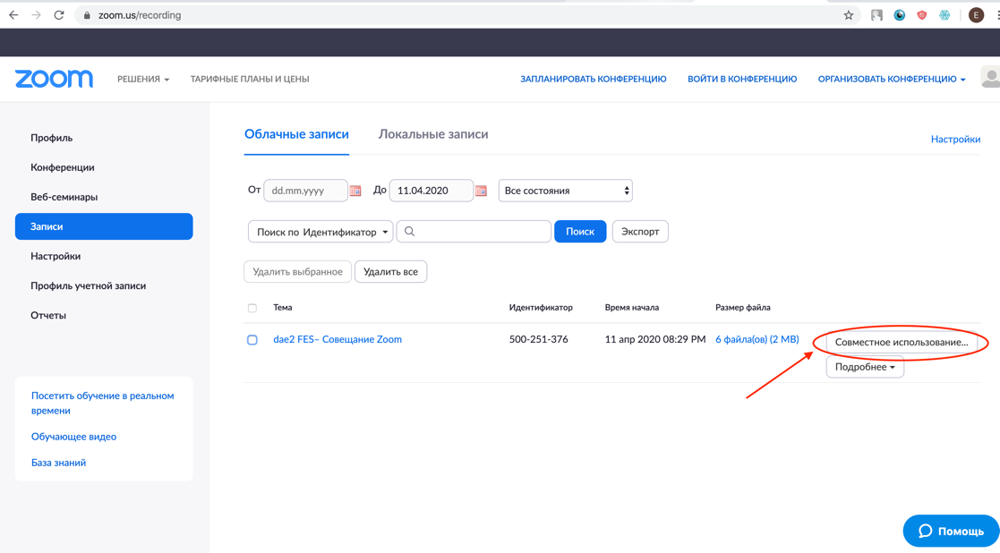 zoom.us/recording
E
zoom
РЕШЕНИЯ
ТАРИФНЫЕ ПЛАНЫ И ЦЕНЫ
ЗАПЛАНИРОВАТЬ КОНФЕРЕНЦИЮ
ВОЙТИ В КОНФЕРЕНЦИЮ
ОРГАНИЗОВАТЬ КОНФЕРЕНЦИЮ
Профиль
Конференции
Веб-семинары
Записи
Настройки
Профиль учетной записи
Отчеты
Посетить обучение в реальном
времени
Обучающее видео
База знаний
Облачные записи
Локальные записи
Настройки
От dd.mm.yyyy До 11.04.2020 Все состояния
Поиск по Идентификатор Поиск Экспорт
Удалить выбранное Удалить все
Тема Идентификатор Время начала Размер файла
dae2 FES– Совещание Zoom 500-251-376 11 апр 2020 08:29 PM 6 файла(ов) (2 MB) Совместное использование...
Подробнее
Помощь